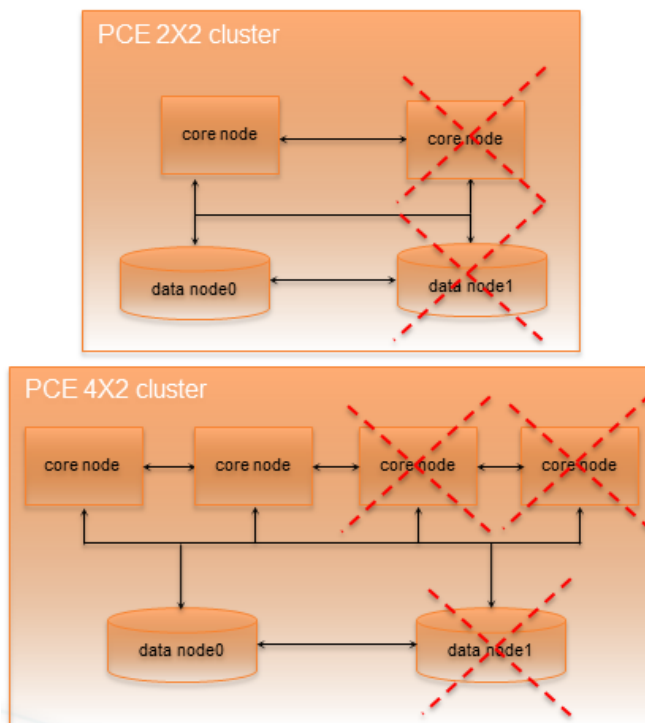 PCE 2X2 cluster
core node
core node
data node0
data node1
PCE 4X2 cluster
core node
core node
core node
core node
data node0
data node1